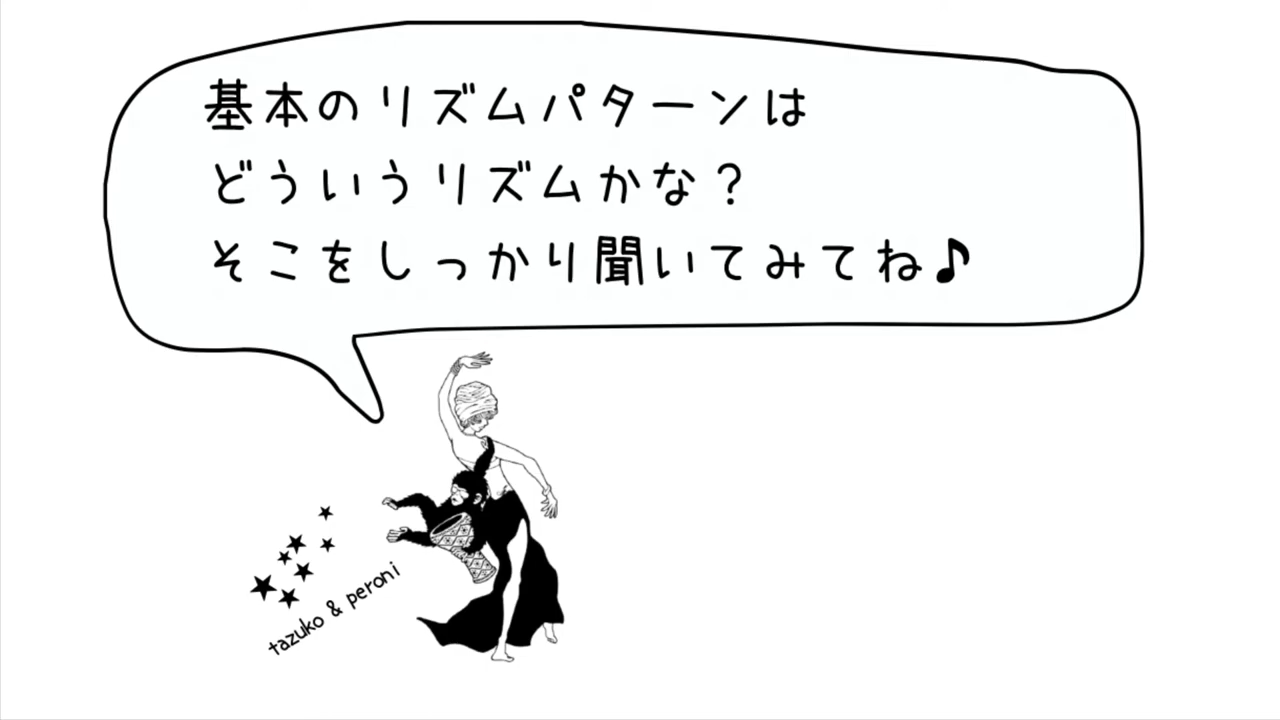 基本のリズムパターンは
どういうリズムかな？
そこをしっかり聞いてみてね♪
tazuko & peroni